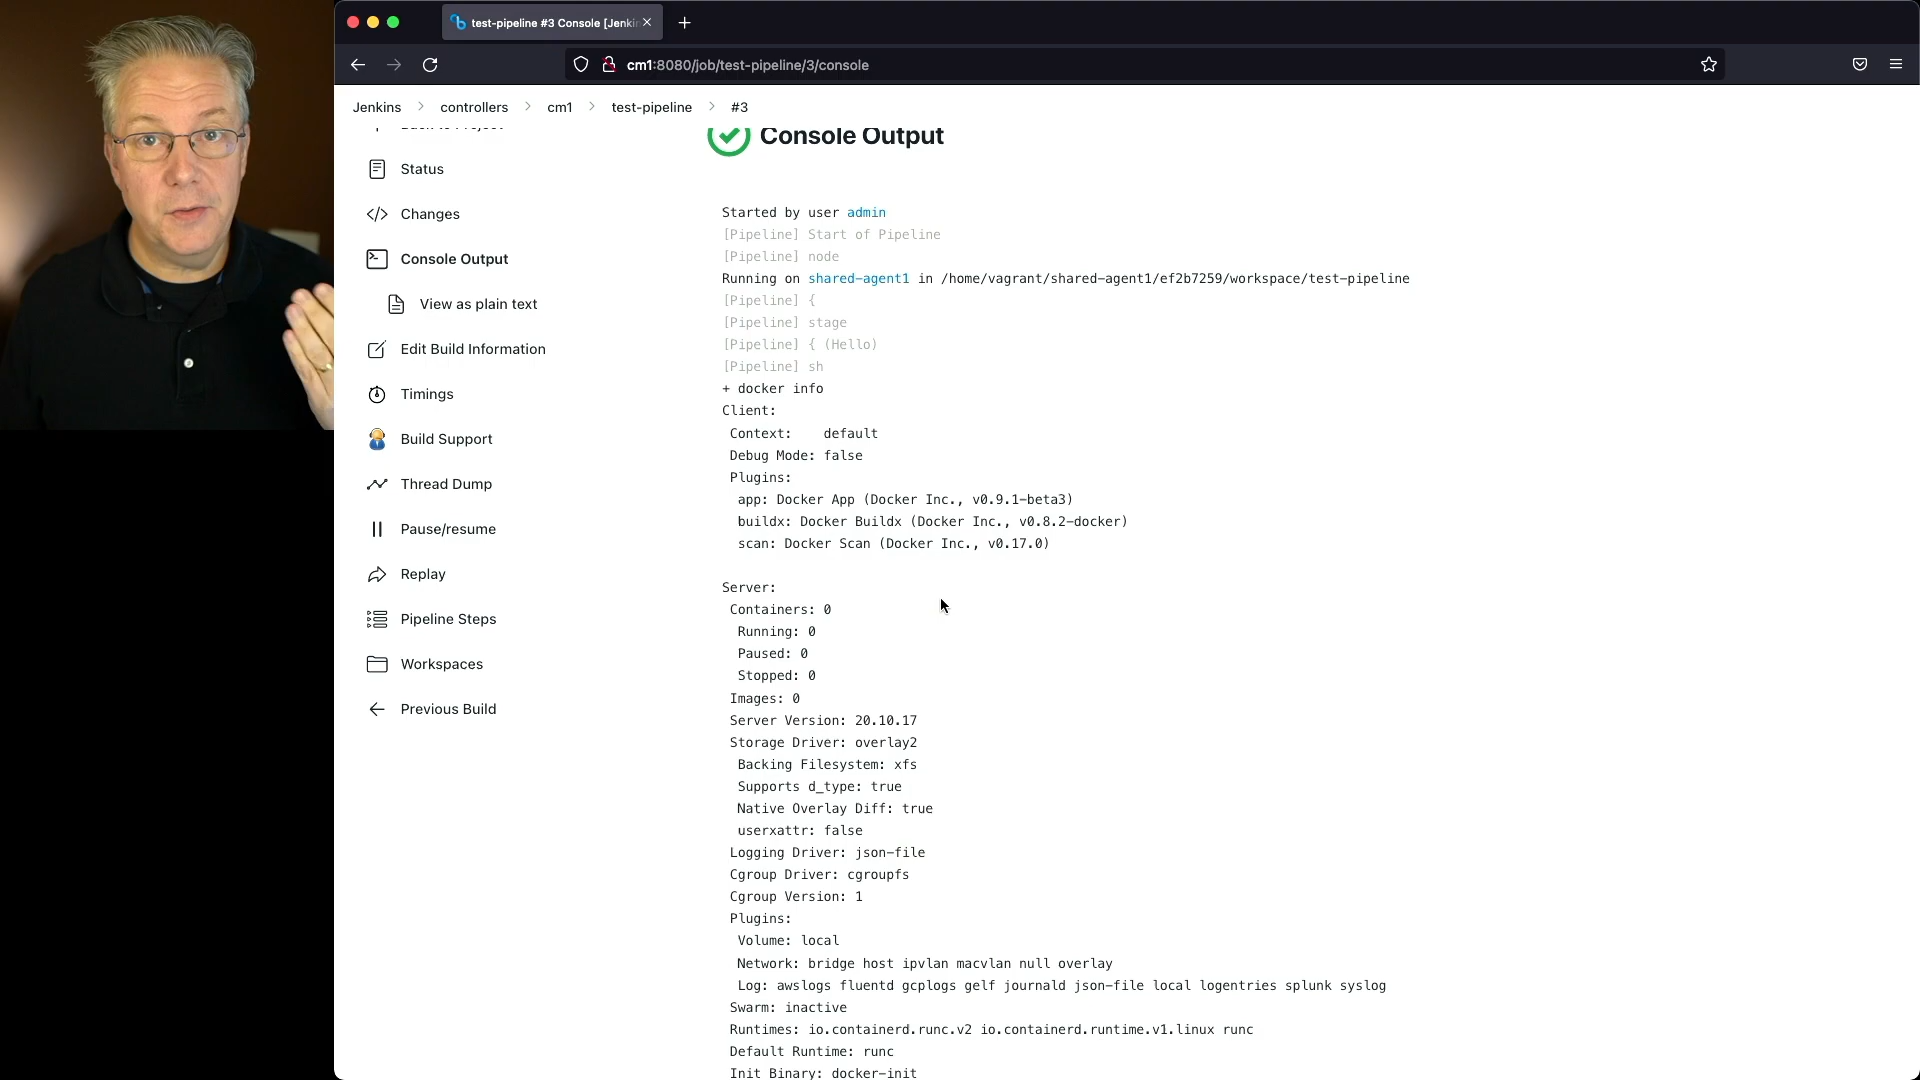 test-pipeline #3 Console [Jenki
cm1:8080/job/test-pipeline/3/console
Jenkins
controllers
cm1
test-pipeline
#3
Back to Project
Status
Changes
Console Output
View as plain text
Edit Build Information
Timings
Build Support
Thread Dump
Pause/resume
Replay
Pipeline Steps
Workspaces
Previous Build
Console Output
Started by user admin
[Pipeline] Start of Pipeline
[Pipeline] node
Running on shared-agent1 in /home/vagrant/shared-agent1/ef2b7259/workspace/test-pipeline
[Pipeline] {
[Pipeline] stage
[Pipeline] { (Hello)
[Pipeline] sh
+ docker info
Client:
Context:    default
Debug Mode: false
Plugins:
app: Docker App (Docker Inc., v0.9.1-beta3)
buildx: Docker Buildx (Docker Inc., v0.8.2-docker)
scan: Docker Scan (Docker Inc., v0.17.0)
Server:
Containers: 0
Running: 0
Paused: 0
Stopped: 0
Images: 0
Server Version: 20.10.17
Storage Driver: overlay2
Backing Filesystem: xfs
Supports d_type: true
Native Overlay Diff: true
userxattr: false
Logging Driver: json-file
Cgroup Driver: cgroupfs
Cgroup Version: 1
Plugins:
Volume: local
Network: bridge host ipvlan macvlan null overlay
Log: awslogs fluentd gcplogs gelf journald json-file local logentries splunk syslog
Swarm: inactive
Runtimes: io.containerd.runc.v2 io.containerd.runtime.v1.linux runc
Default Runtime: runc
Init Binary: docker-init